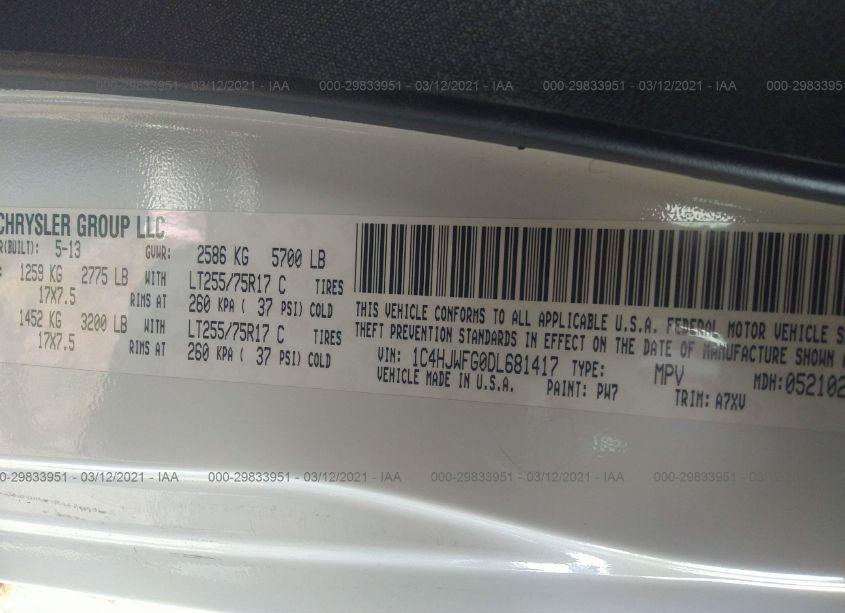 000-29833951 - 03/12/2021 - IAA 000-29833951 - 03/12/2021 - IAA 000-29833951 - 03/12/2021 - IAA
CHRYSLER GROUP LLC
R(BUILT): 5-13 GVWR: 2586 KG 5700 LB
: 1259 KG 2775 LB WITH LT255/75R17 C TIRES
17X7.5 RIMS AT 260 KPA ( 37 PSI) COLD
: 1452 KG 3200 LB WITH LT255/75R17 C TIRES
17X7.5 RIMS AT 260 KPA ( 37 PSI) COLD
THIS VEHICLE CONFORMS TO ALL APPLICABLE U.S.A. FEDERAL MOTOR VEHICLE S
THEFT PREVENTION STANDARDS IN EFFECT ON THE DATE OF MANUFACTURE SHOWN
VIN: 1C4HJWFG0DL681417 TYPE: MPV MDH: 052102
VEHICLE MADE IN U.S.A. PAINT: PW7 TRIM: A7XV
000-29833951 - 03/12/2021 - IAA 000-29833951 - 03/12/2021 - IAA 000-29833951 - 03/12/2021 - IAA 000-29833951